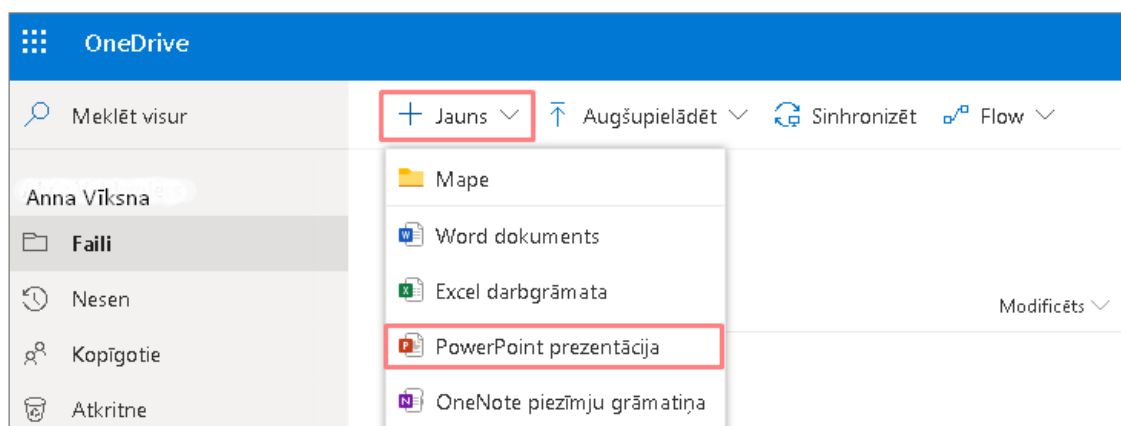 OneDrive
Meklēt visur
Jauns
Augšupielādēt
Sinhronizēt
Flow
Anna Vīksna
Faili
Nesen
Kopīgotie
Atkritne
Mape
Word dokuments
Excel darbgrāmata
PowerPoint prezentācija
OneNote piezīmju grāmatiņa
Modificēts